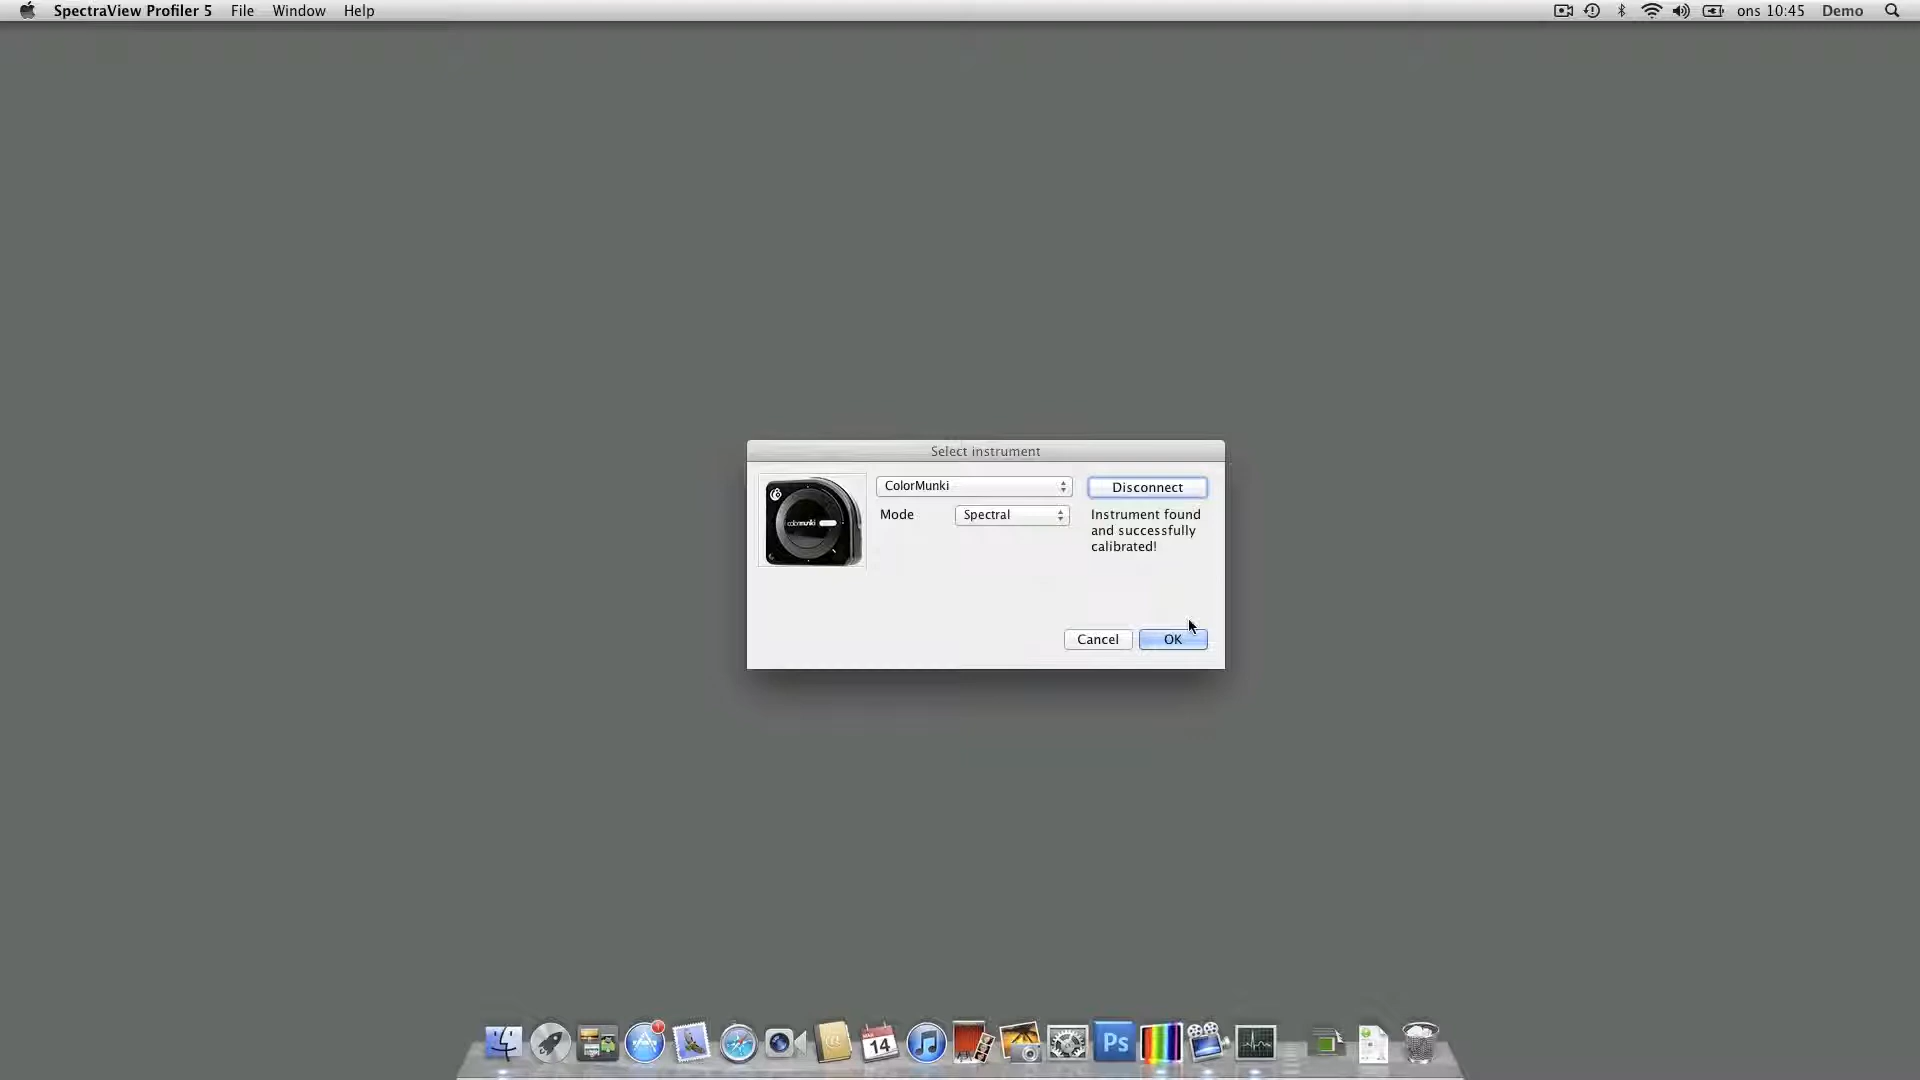 SpectraView Profiler 5 File Window Help
ons 10:45 Demo
Select instrument
ColorMunki
Disconnect
Mode
Spectral
Instrument found
and successfully
calibrated!
colormunki
Cancel
OK
14
Ps